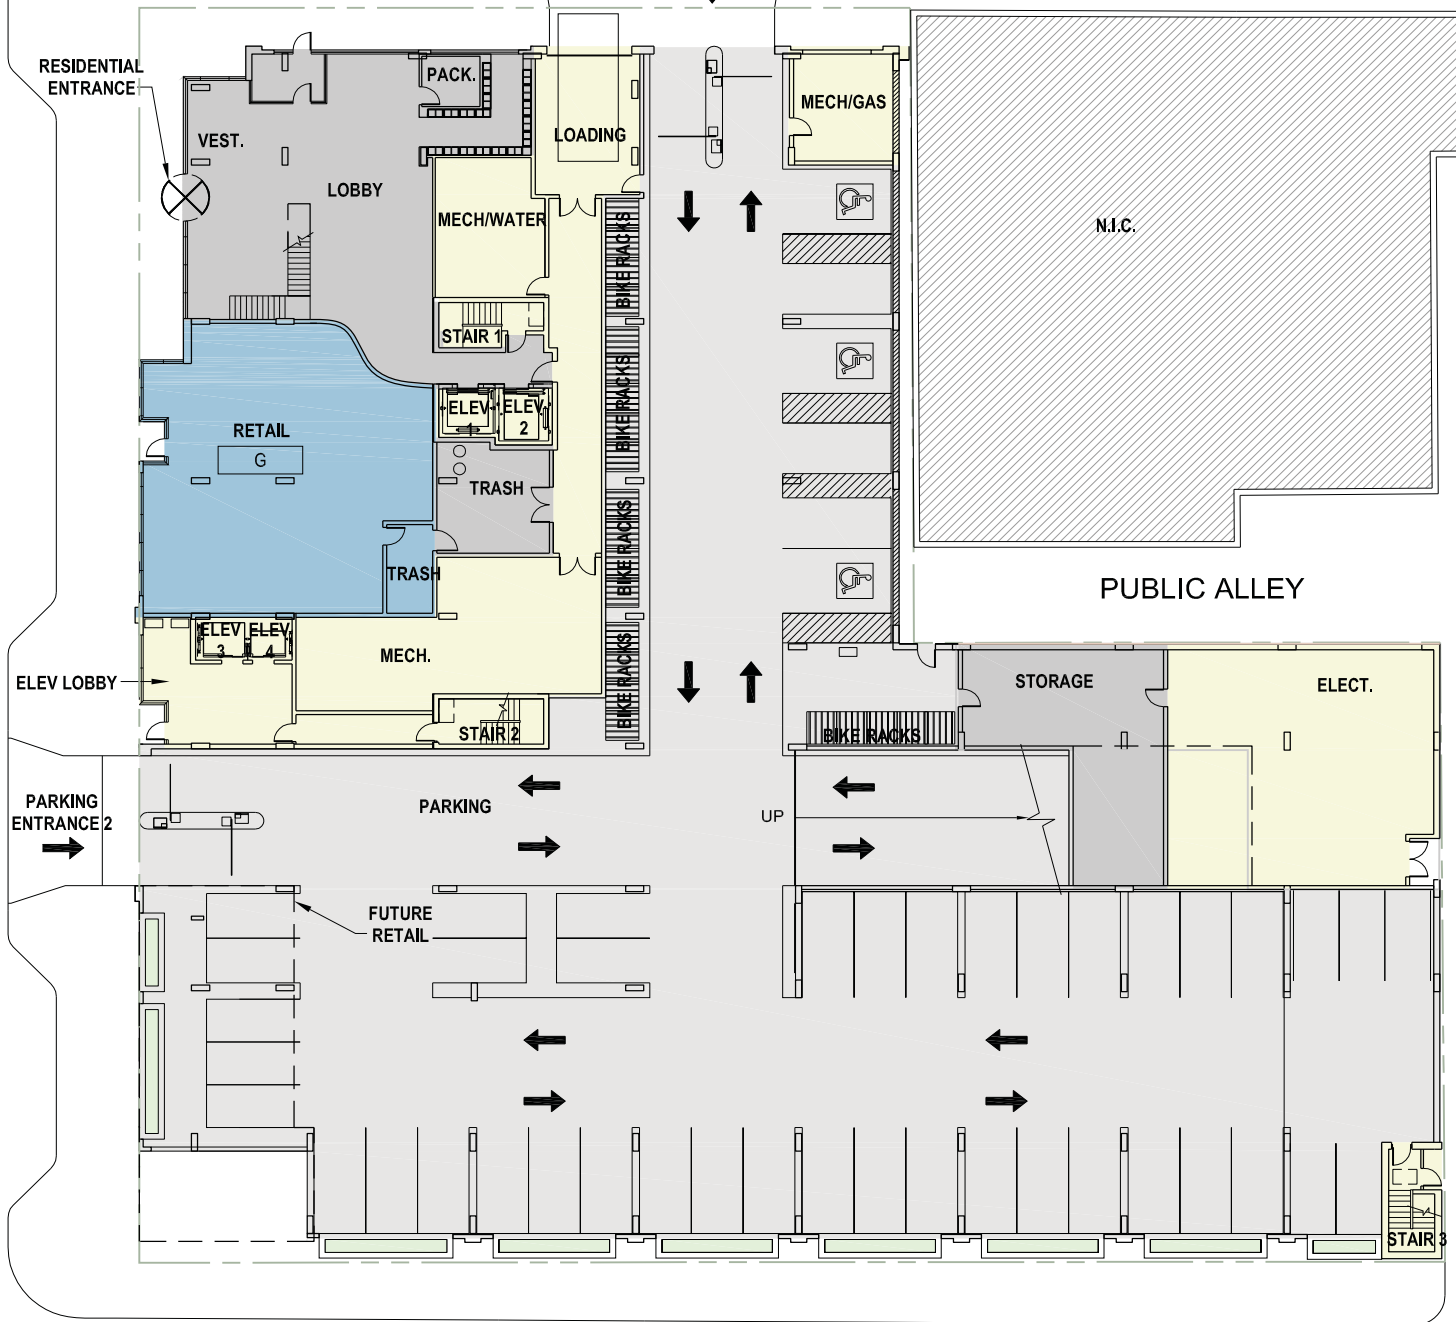 RESIDENTIAL
ENTRANCE
PACK.
VEST.
LOBBY
LOADING
MECH/GAS
MECH/WATER
BIKE RACKS
N.I.C.
STAIR 1
BIKE RACKS
ELEV
1
ELEV
2
RETAIL
G
TRASH
BIKE RACKS
TRASH
PUBLIC ALLEY
ELEV
3
ELEV
4
MECH.
BIKE RACKS
ELEV LOBBY
STORAGE
ELECT.
STAIR 2
BIKE RACKS
PARKING
ENTRANCE 2
PARKING
UP
FUTURE
RETAIL
STAIR 3